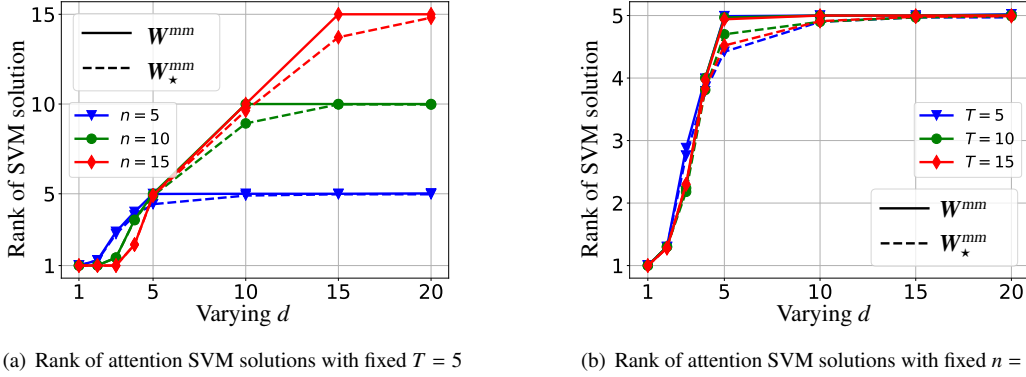 Rank of SVM solution
15
10
5
1
W^{mm}
W_★^{mm}
n = 5
n = 10
n = 15
1 5 10 15 20
Varying d
(a) Rank of attention SVM solutions with fixed T = 5
Rank of SVM solution
5
4
3
2
1
T = 5
T = 10
T = 15
W^{mm}
W_★^{mm}
1 5 10 15 20
Varying d
(b) Rank of attention SVM solutions with fixed n =